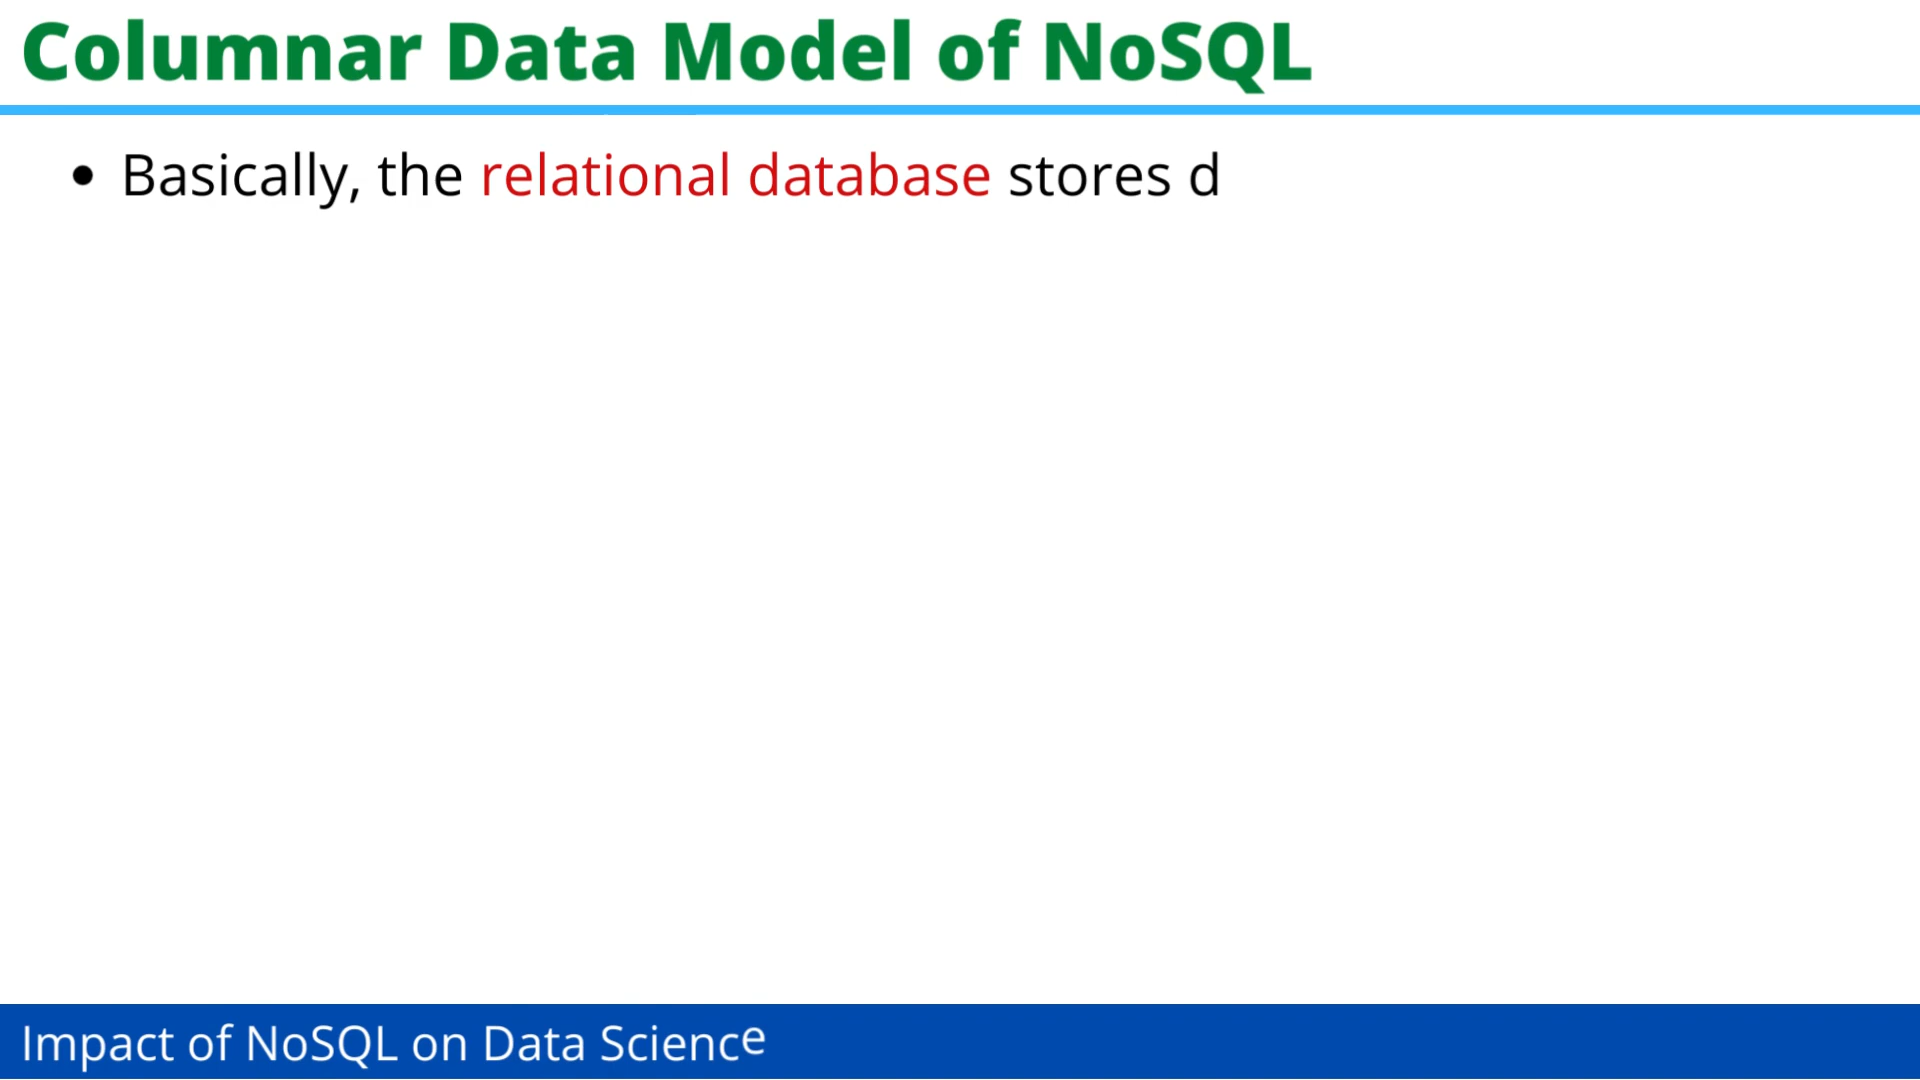 Columnar Data Model of NoSQL
• Basically, the relational database stores d
Impact of NoSQL on Data Science